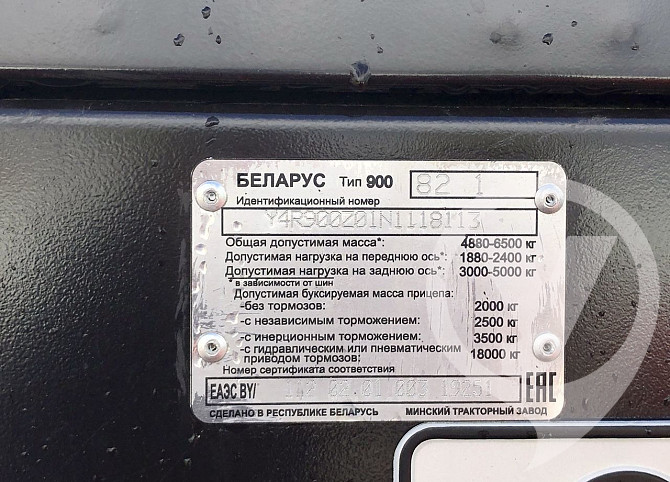 БЕЛАРУС Тип 900 82 1
Идентификационный номер
Y4R900Z01N1118113
Общая допустимая масса*: 4880-6500 кг
Допустимая нагрузка на переднюю ось*: 1880-2400 кг
Допустимая нагрузка на заднюю ось*: 3000-5000 кг
* в зависимости от шин
Допустимая буксируемая масса прицепа:
-без тормозов: 2000 кг
-с независимым торможением: 2500 кг
-с инерционным торможением: 3500 кг
-с гидравлическим или пневматическим
приводом тормозов: 18000 кг
Номер сертификата соответствия
ЕАЭС BY/
EAC
СДЕЛАНО В РЕСПУБЛИКЕ БЕЛАРУСЬ МИНСКИЙ ТРАКТОРНЫЙ ЗАВОД